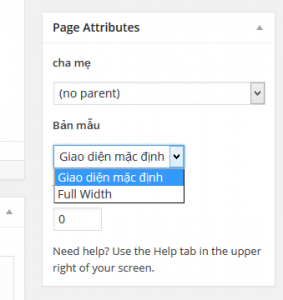 Page Attributes
cha mẹ
(no parent)
Bản mẫu
Giao diện mặc định
Giao diện mặc định
Full Width
0
Need help? Use the Help tab in the upper
right of your screen.